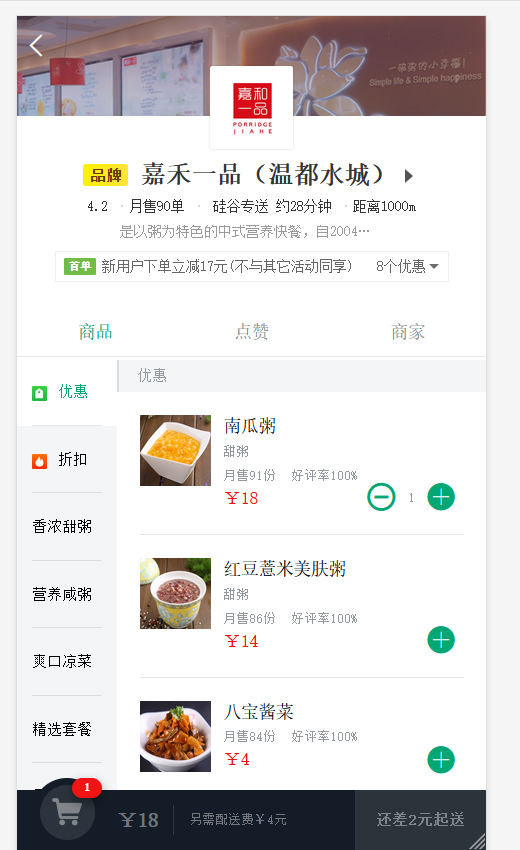 一碗粥的小幸福!
Simple life & Simple happiness
嘉和
一品
PORRIDGE
JIAHE
品牌 嘉禾一品（温都水城）
4.2 · 月售90单 · 硅谷专送 约28分钟 · 距离1000m
是以粥为特色的中式营养快餐，自2004…
首单 新用户下单立减17元(不与其它活动同享) 8个优惠
商品 点赞 商家
优惠
折扣
香浓甜粥
营养咸粥
爽口凉菜
精选套餐
优惠
南瓜粥
甜粥
月售91份 好评率100%
￥18
1
红豆薏米美肤粥
甜粥
月售86份 好评率100%
￥14
八宝酱菜
月售84份 好评率100%
￥4
1
￥18 另需配送费￥4元 还差2元起送